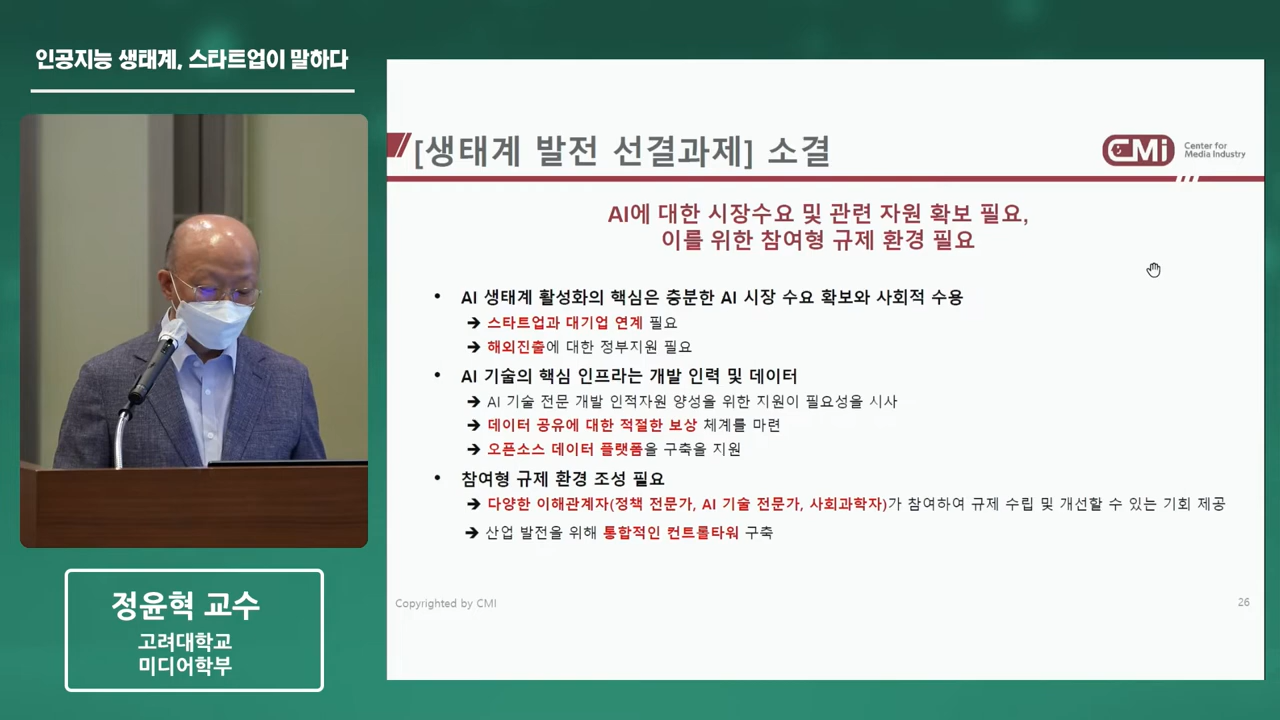 인공지능 생태계, 스타트업이 말하다
[생태계 발전 선결과제] 소결
CMi Center for
Media Industry
AI에 대한 시장수요 및 관련 자원 확보 필요,
이를 위한 참여형 규제 환경 필요
• AI 생태계 활성화의 핵심은 충분한 AI 시장 수요 확보와 사회적 수용
➔ 스타트업과 대기업 연계 필요
➔ 해외진출에 대한 정부지원 필요
• AI 기술의 핵심 인프라는 개발 인력 및 데이터
➔ AI 기술 전문 개발 인적자원 양성을 위한 지원이 필요성을 시사
➔ 데이터 공유에 대한 적절한 보상 체계를 마련
➔ 오픈소스 데이터 플랫폼을 구축을 지원
• 참여형 규제 환경 조성 필요
➔ 다양한 이해관계자(정책 전문가, AI 기술 전문가, 사회과학자)가 참여하여 규제 수립 및 개선할 수 있는 기회 제공
➔ 산업 발전을 위해 통합적인 컨트롤타워 구축
Copyrighted by CMI
26
정윤혁 교수
고려대학교
미디어학부